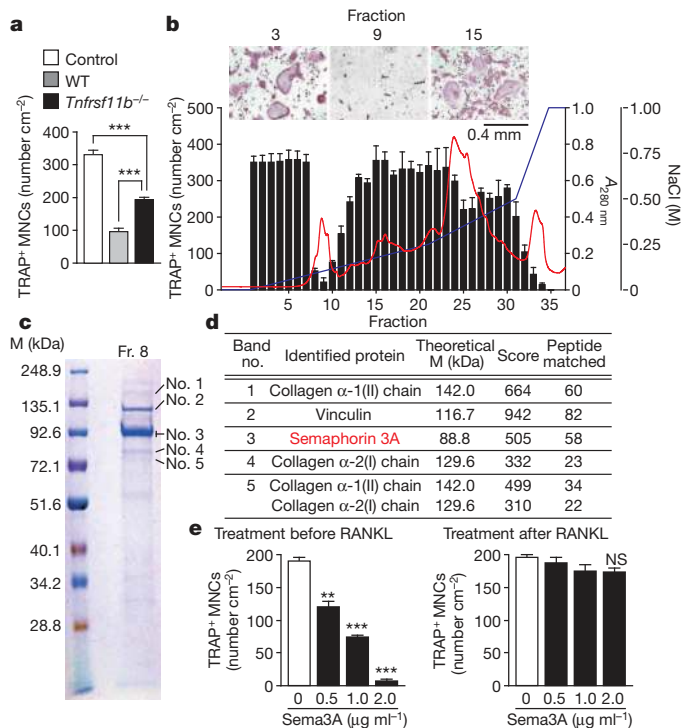 a
Control
WT
Tnfrsf11b−/−
TRAP+ MNCs (number cm−2)
400
300
200
100
0
***
***
b
Fraction
3 9 15
0.4 mm
TRAP+ MNCs (number cm−2)
500
400
300
200
100
0
5 10 15 20 25 30 35
Fraction
1.0
0.8
0.6
0.4
0.2
0
A280 nm
1.00
0.75
0.50
0.25
0
NaCl (M)
c
M (kDa)
Fr. 8
248.9
135.1
92.6
72.1
51.6
40.1
34.2
28.8
No. 1
No. 2
No. 3
No. 4
No. 5
d
Band no. Identified protein Theoretical M (kDa) Score Peptide matched
1 Collagen α-1(II) chain 142.0 664 60
2 Vinculin 116.7 942 82
3 Semaphorin 3A 88.8 505 58
4 Collagen α-2(I) chain 129.6 332 23
5 Collagen α-1(II) chain 142.0 499 34
Collagen α-2(I) chain 129.6 310 22
e
Treatment before RANKL
TRAP+ MNCs
(number cm−2)
200
150
100
50
0
**
***
***
0 0.5 1.0 2.0
Sema3A (μg ml−1)
Treatment after RANKL
TRAP+ MNCs
(number cm−2)
200
150
100
50
0
NS
0 0.5 1.0 2.0
Sema3A (μg ml−1)